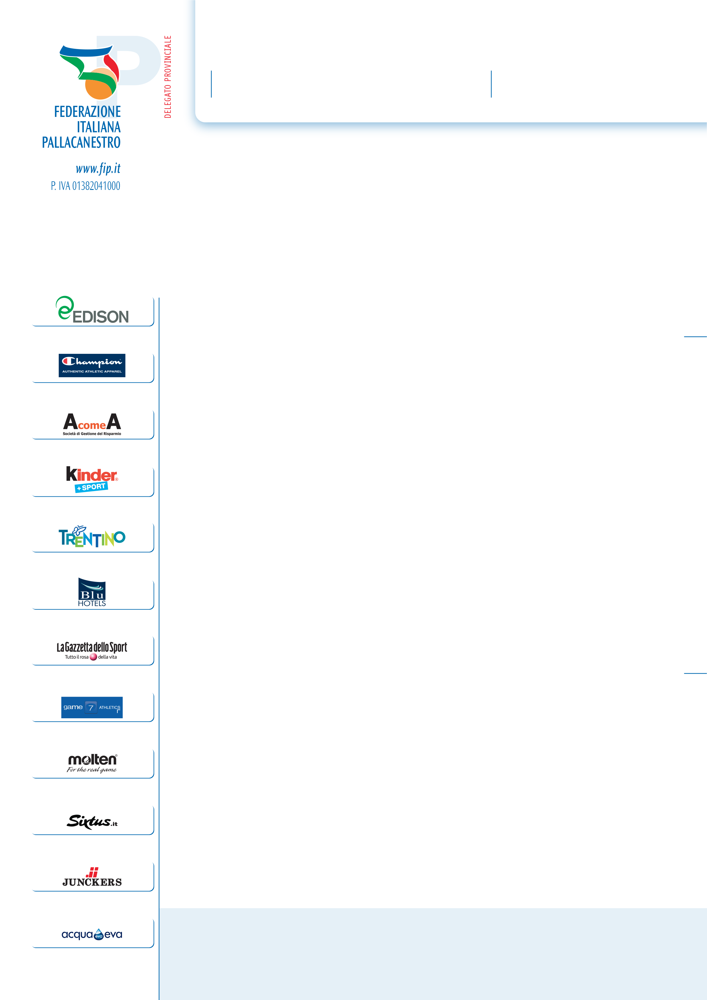 P
DELEGATO PROVINCIALE
FEDERAZIONE
ITALIANA
PALLACANESTRO
www.fip.it
P. IVA 01382041000
EDISON
Champion
AUTHENTIC ATHLETIC APPAREL
AcomeA
Società di Gestione del Risparmio
kinder®
+ SPORT
TRENTINO
Blu
HOTELS
La Gazzetta dello Sport
Tutto il rosa della vita
game 7 ATHLETICS
molten®
For the real game
Sixtus.it
JUNCKERS
acqua eva eva